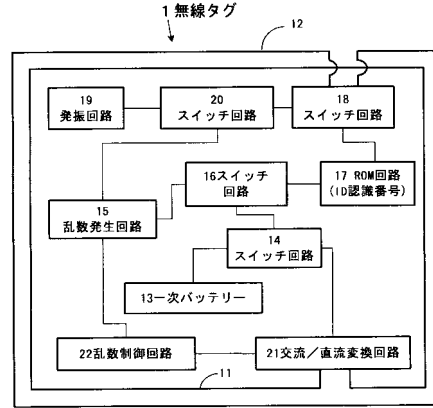 1 無線タグ
12
19
発振回路
20
スイッチ回路
18
スイッチ回路
16スイッチ
回路
17 ROM回路
(ID認識番号)
15
乱数発生回路
14
スイッチ回路
13一次バッテリー
22乱数制御回路
21交流／直流変換回路
11